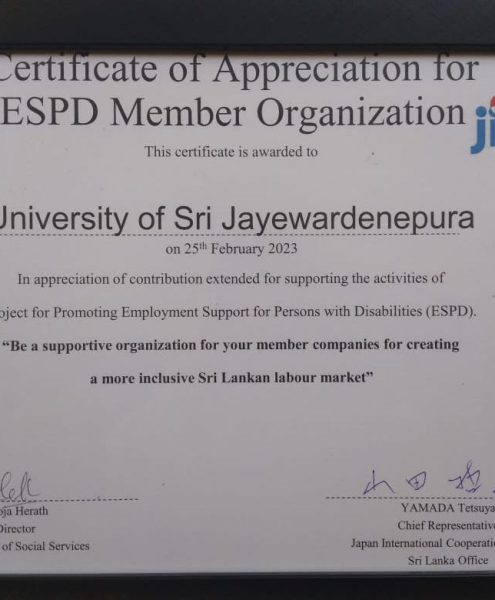 Certificate of Appreciation for
ESPD Member Organization
This certificate is awarded to
University of Sri Jayewardenepura
on 25th February 2023
In appreciation of contribution extended for supporting the activities of
oject for Promoting Employment Support for Persons with Disabilities (ESPD).
“Be a supportive organization for your member companies for creating
a more inclusive Sri Lankan labour market”
oja Herath
Director
of Social Services
山田
YAMADA Tetsuya
Chief Representative
Japan International Cooperatio
Sri Lanka Office